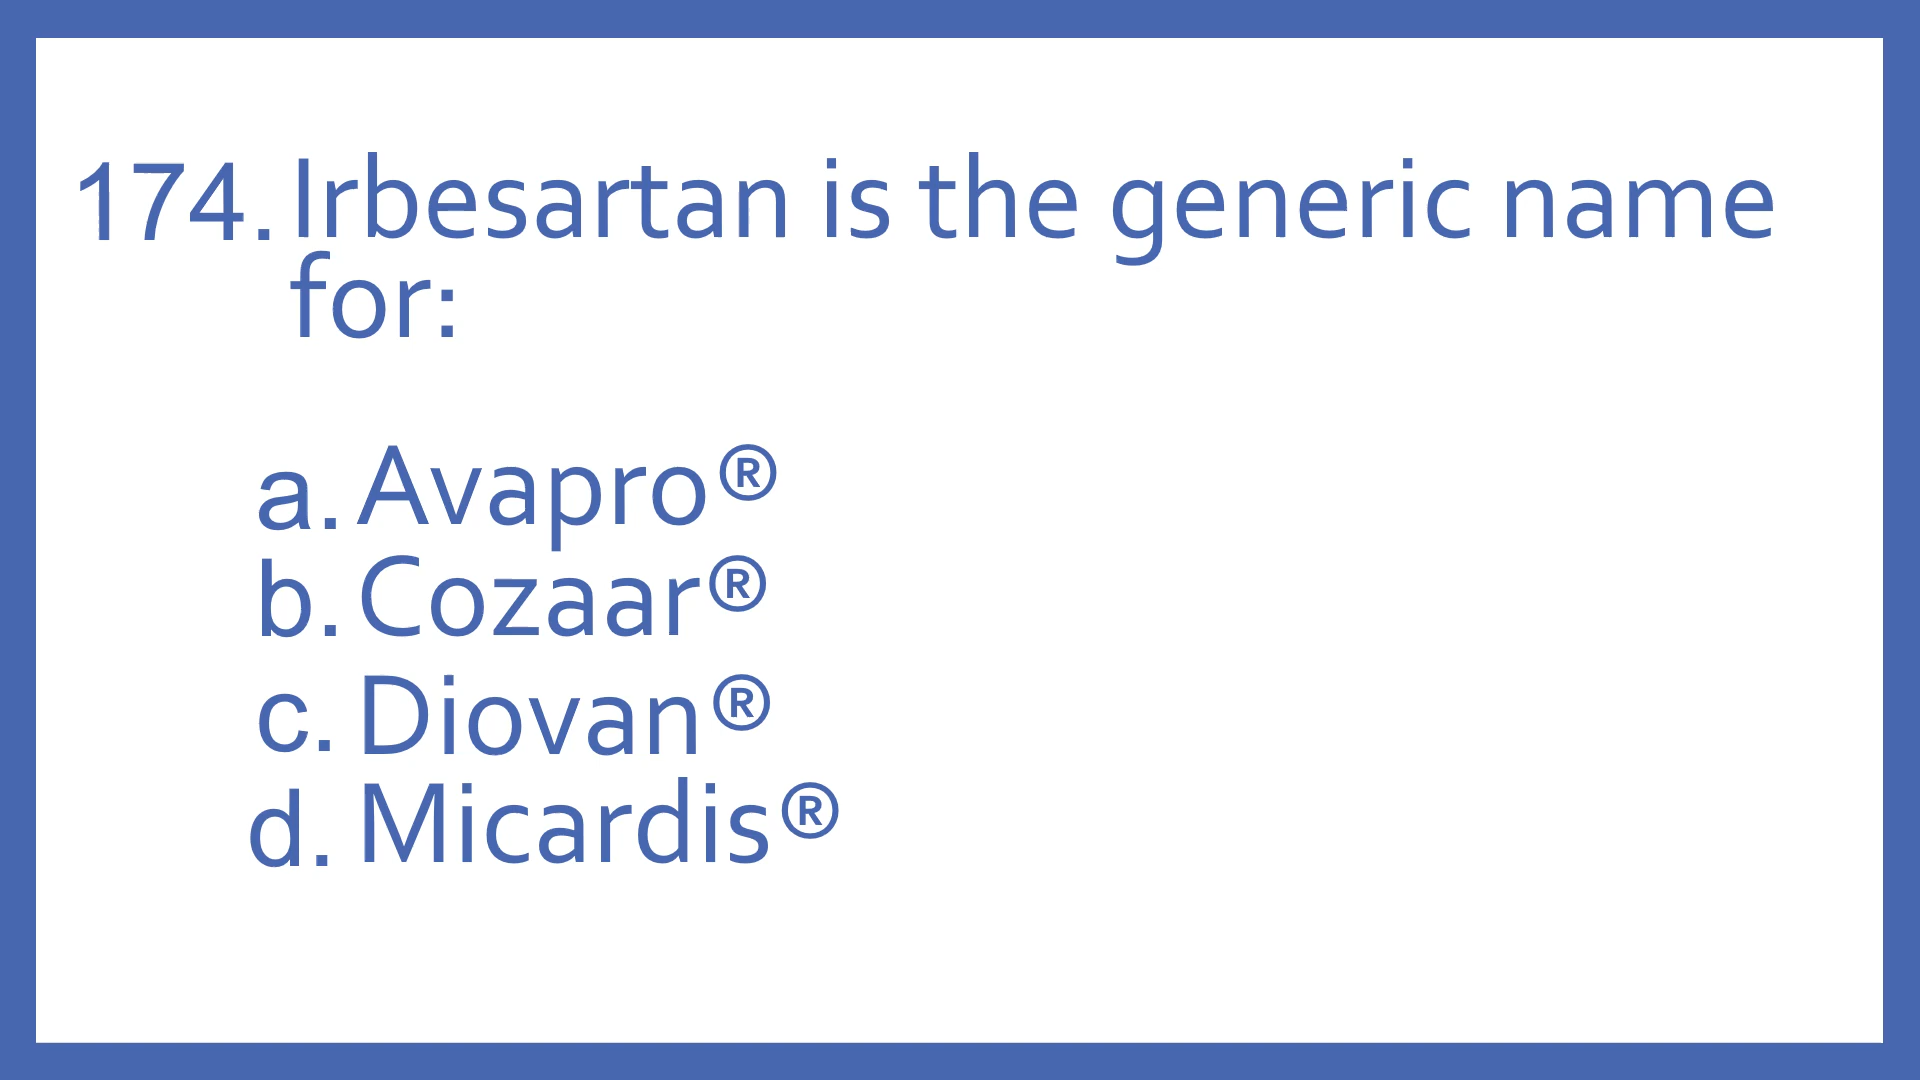 174. Irbesartan is the generic name
for:
a. Avapro®
b. Cozaar®
c. Diovan®
d. Micardis®